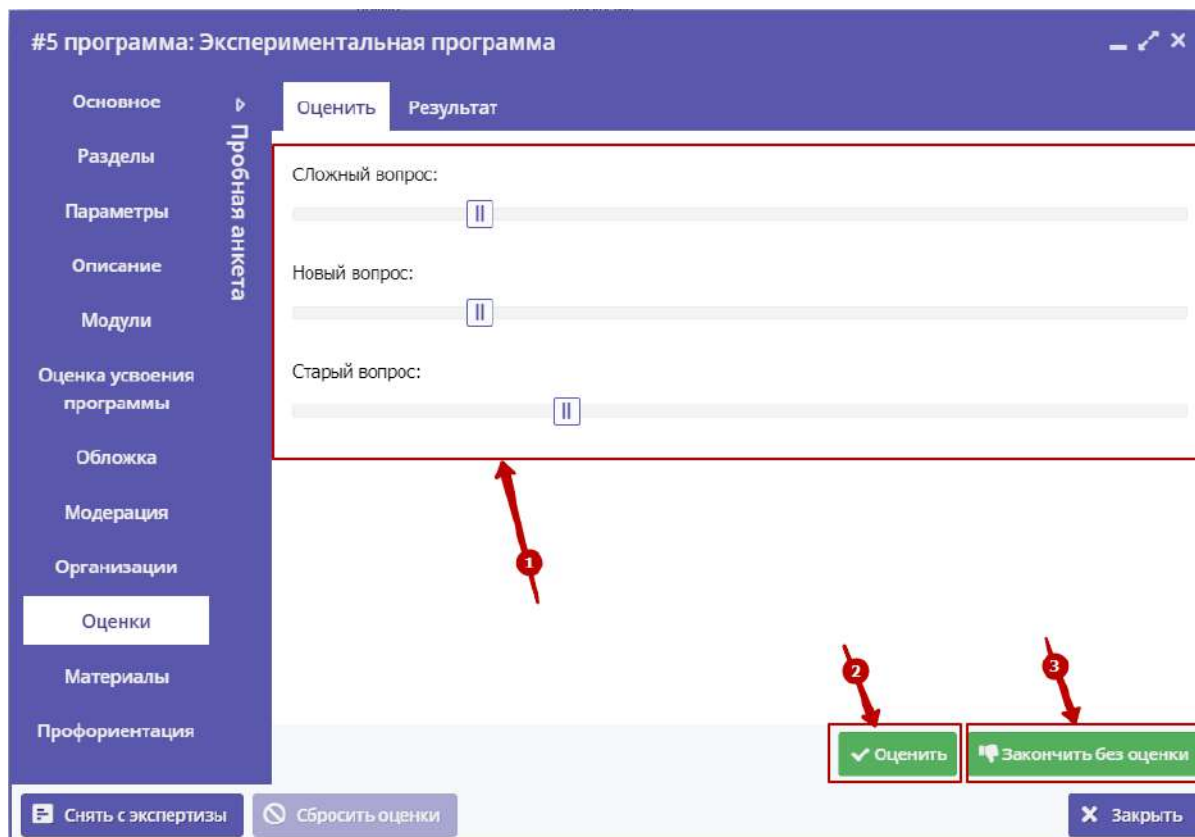 #5 программа: Экспериментальная программа
Основное
Разделы
Параметры
Описание
Модули
Оценка усвоения
программы
Обложка
Модерация
Организации
Оценки
Материалы
Профориентация
Пробная анкета
Оценить
Результат
СЛожный вопрос:
Новый вопрос:
Старый вопрос:
1
2
3
Оценить
Закончить без оценки
Снять с экспертизы
Сбросить оценки
Закрыть